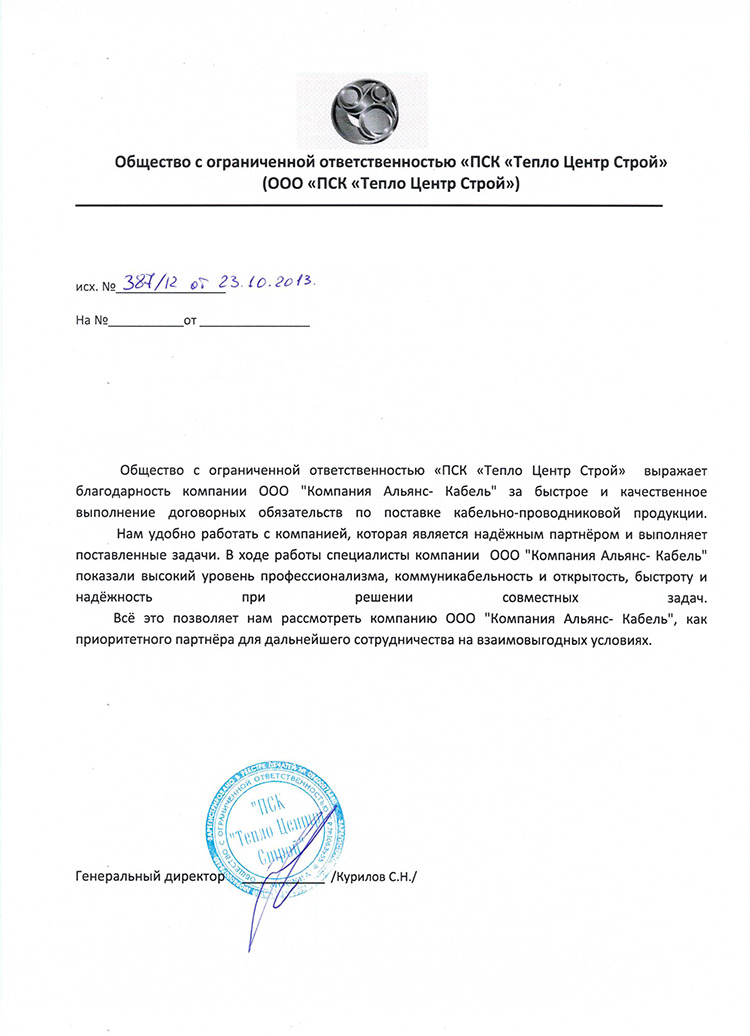 Общество с ограниченной ответственностью «ПСК «Тепло Центр Строй»
(ООО «ПСК «Тепло Центр Строй»)
исх. № 387/12 от 23.10.2013.
На №___________от ________________
Общество с ограниченной ответственностью «ПСК «Тепло Центр Строй» выражает
благодарность компании ООО "Компания Альянс- Кабель" за быстрое и качественное
выполнение договорных обязательств по поставке кабельно-проводниковой продукции.
Нам удобно работать с компанией, которая является надёжным партнёром и выполняет
поставленные задачи. В ходе работы специалисты компании ООО "Компания Альянс- Кабель"
показали высокий уровень профессионализма, коммуникабельность и открытость, быстроту и
надёжность при решении совместных задач.
Всё это позволяет нам рассмотреть компанию ООО "Компания Альянс- Кабель", как
приоритетного партнёра для дальнейшего сотрудничества на взаимовыгодных условиях.
ОБЩЕСТВО С ОГРАНИЧЕННОЙ ОТВЕТСТВЕННОСТЬЮ
"ПСК
"Тепло Центр
Строй"
Генеральный директор ____________ /Курилов С.Н./